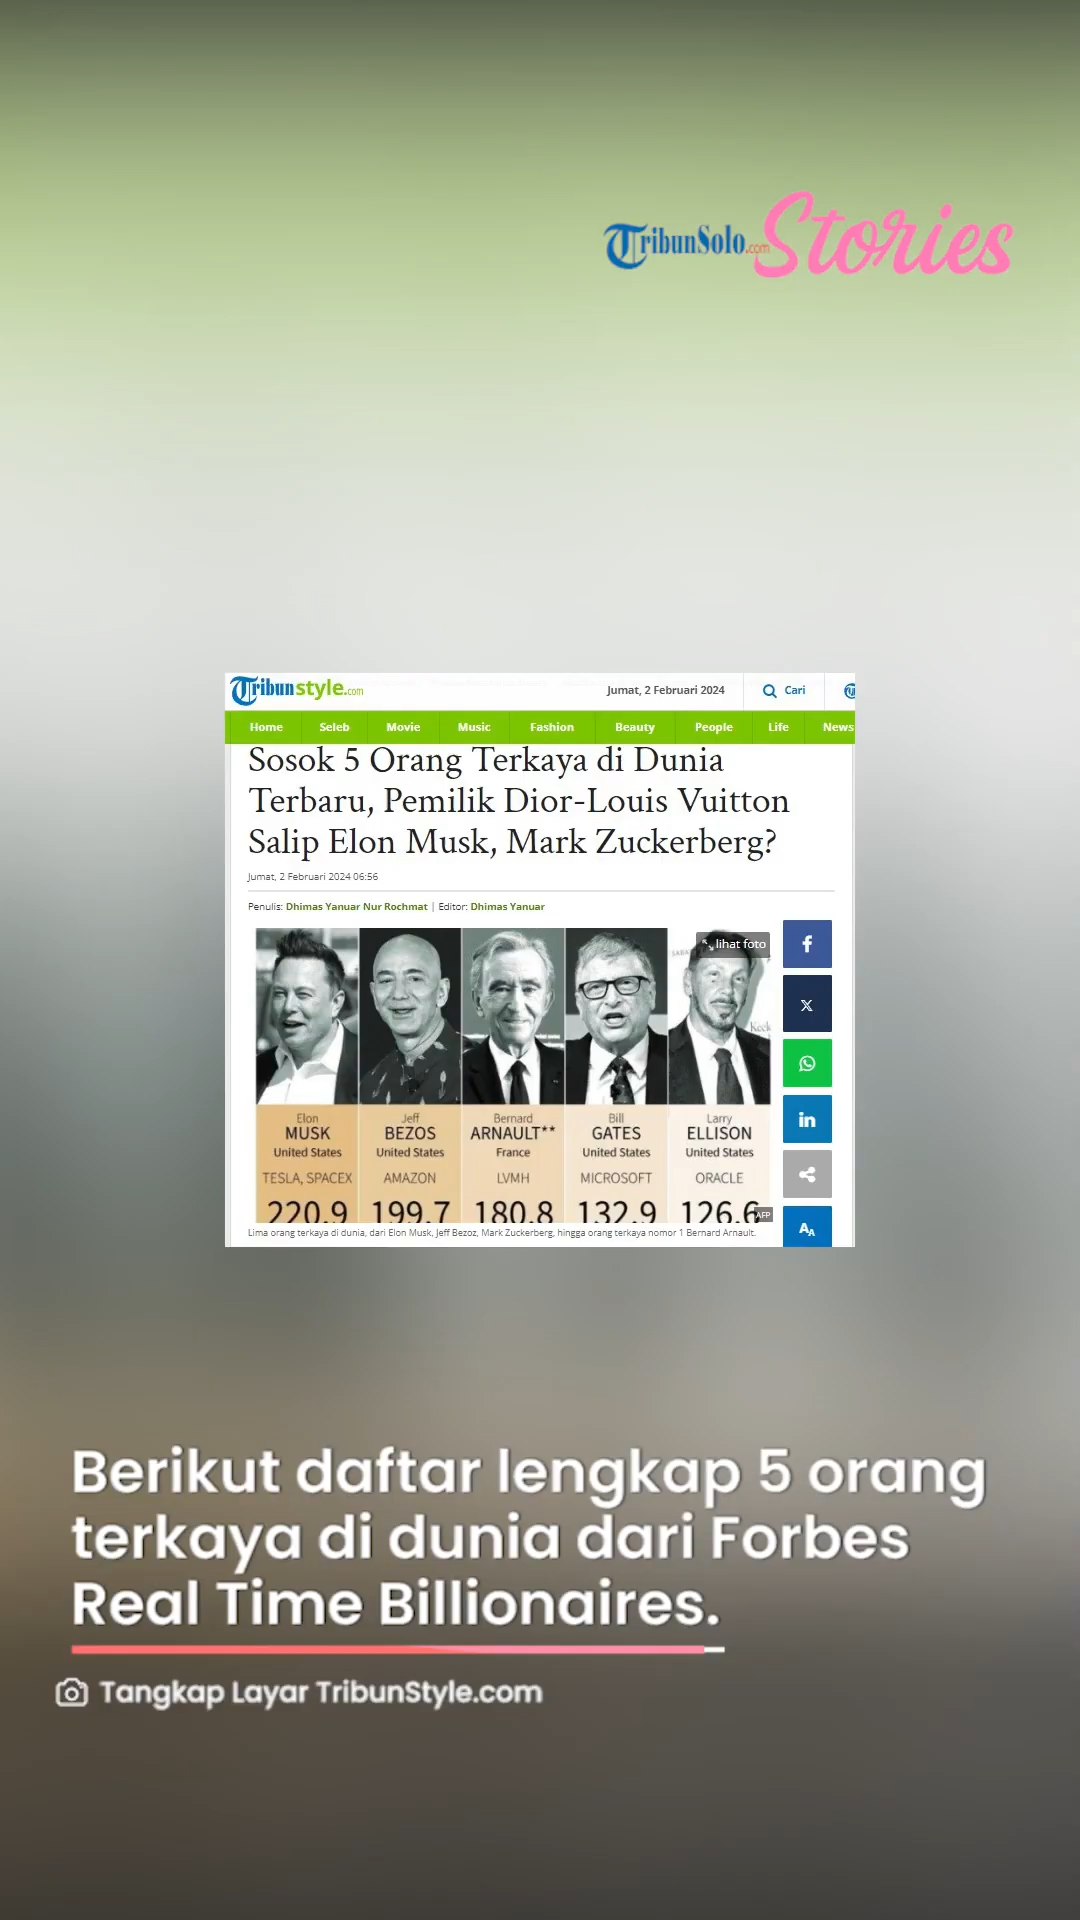 TribunSolo.com Stories
Tribunstyle.com
Jumat, 2 Februari 2024
Cari
Home Seleb Movie Music Fashion Beauty People Life News
Sosok 5 Orang Terkaya di Dunia
Terbaru, Pemilik Dior-Louis Vuitton
Salip Elon Musk, Mark Zuckerberg?
Jumat, 2 Februari 2024 06:56
Penulis: Dhimas Yanuar Nur Rochmat | Editor: Dhimas Yanuar
lihat foto
Elon Jeff Bernard Bill Larry
MUSK BEZOS ARNAULT** GATES ELLISON
United States United States France United States United States
TESLA, SPACEX AMAZON LVMH MICROSOFT ORACLE
220.9 199.7 180.8 132.9 126.6
AFP
Lima orang terkaya di dunia, dari Elon Musk, Jeff Bezoz, Mark Zuckerberg, hingga orang terkaya nomor 1 Bernard Arnault.
Berikut daftar lengkap 5 orang
terkaya di dunia dari Forbes
Real Time Billionaires.
Tangkap Layar TribunStyle.com